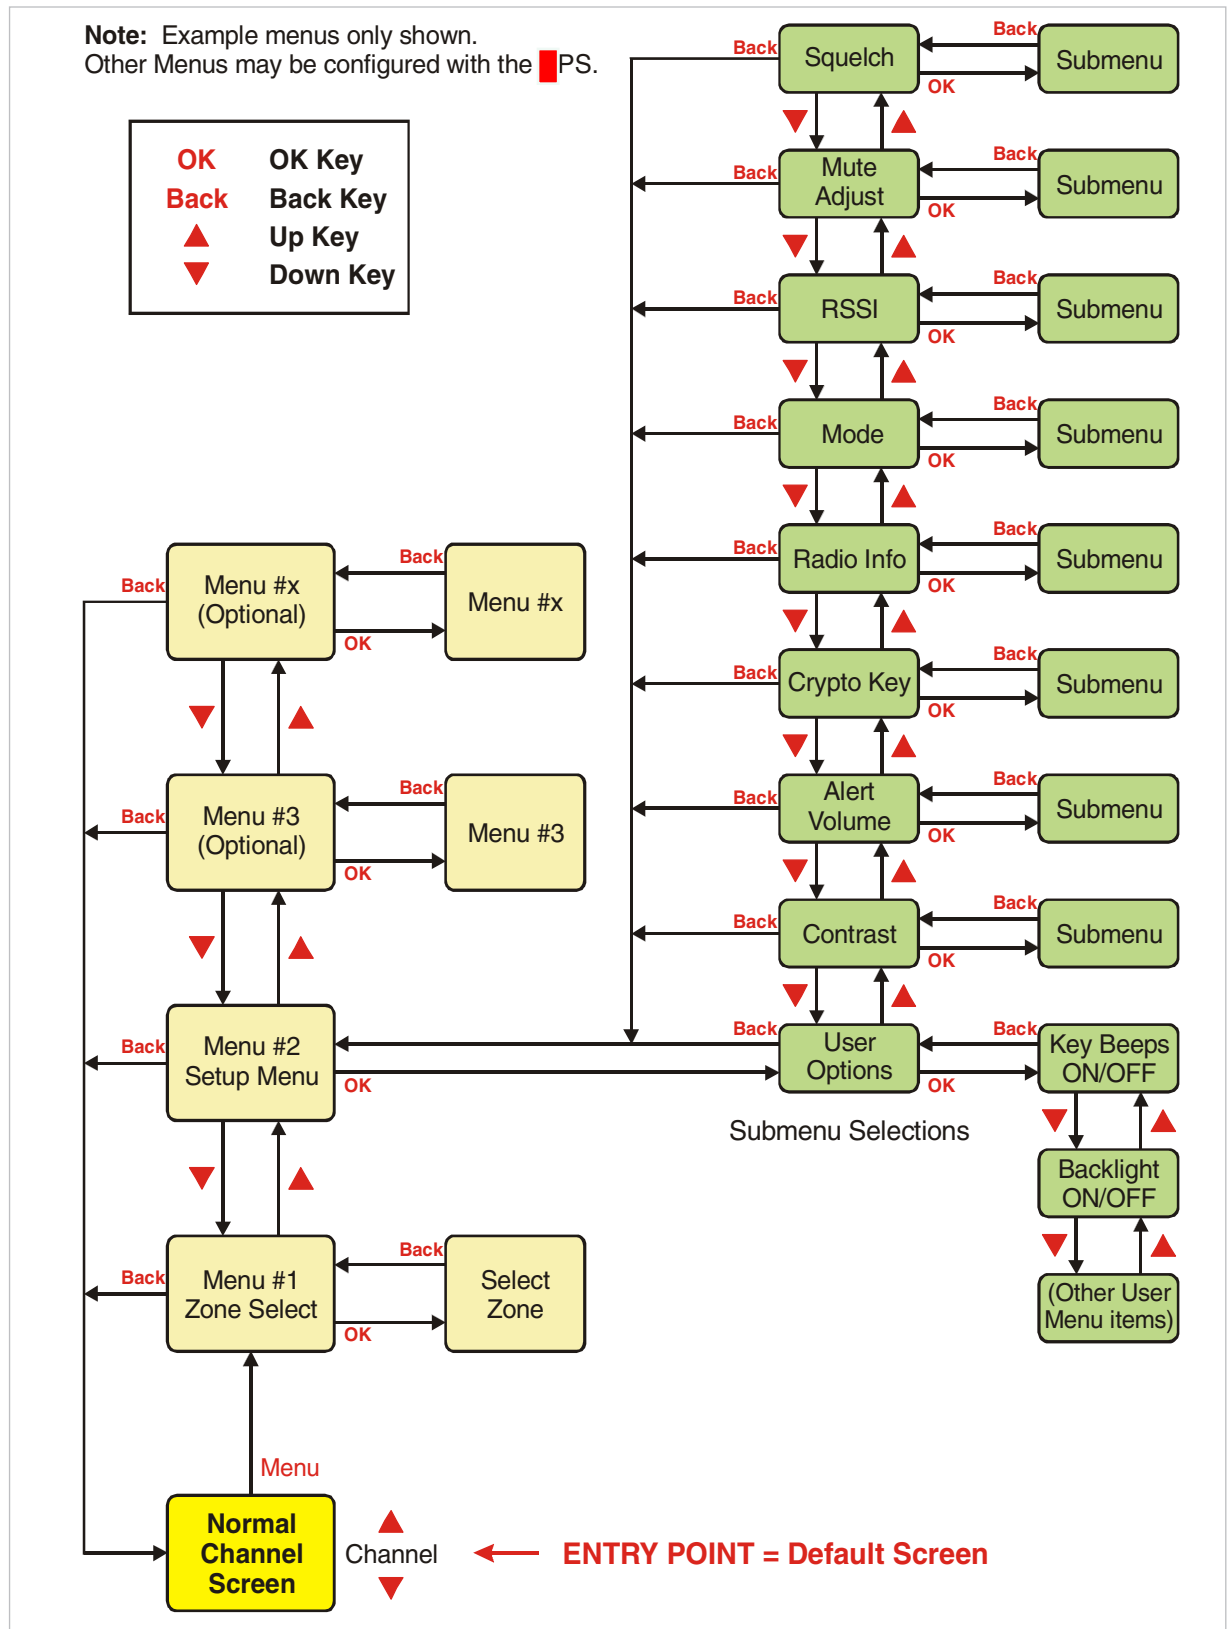 Note: Example menus only shown.
Other Menus may be configured with the PS.
OK OK Key
Back Back Key
Up Key
Down Key
Back Squelch Back OK Submenu
Back Mute Adjust Back OK Submenu
Back RSSI Back OK Submenu
Back Mode Back OK Submenu
Back Radio Info Back OK Submenu
Back Crypto Key Back OK Submenu
Back Alert Volume Back OK Submenu
Back Contrast Back OK Submenu
Back User Options Back OK Key Beeps ON/OFF
Submenu Selections
Backlight ON/OFF
(Other User Menu items)
Back Menu #x (Optional) Back OK Menu #x
Back Menu #3 (Optional) Back OK Menu #3
Back Menu #2 Setup Menu OK
Back Menu #1 Zone Select Back OK Select Zone
Menu
Normal Channel Screen
Channel
ENTRY POINT = Default Screen